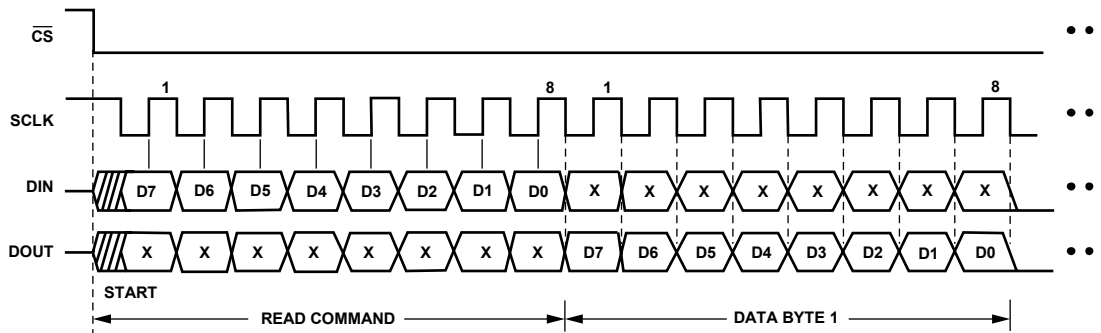 CS
1 8 1 8
SCLK
DIN D7 D6 D5 D4 D3 D2 D1 D0 X X X X X X X X
DOUT X X X X X X X X D7 D6 D5 D4 D3 D2 D1 D0
START
READ COMMAND DATA BYTE 1